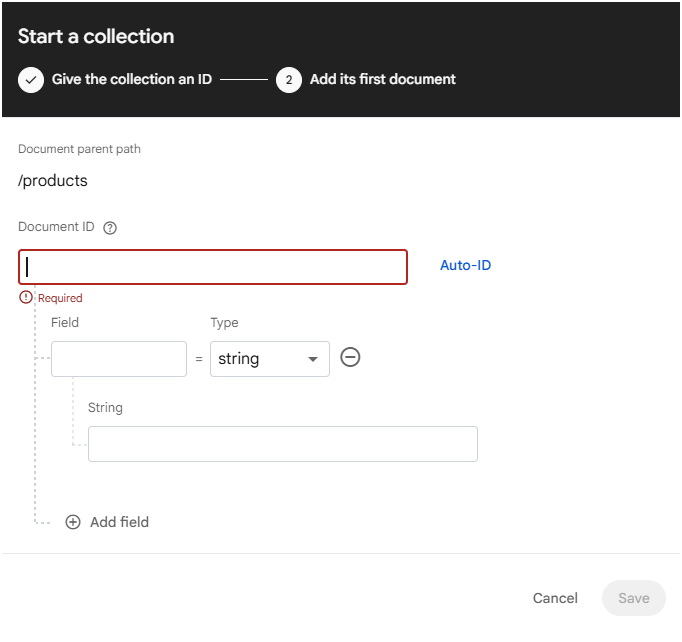 Start a collection
Give the collection an ID 2 Add its first document
Document parent path
/products
Document ID ?
Auto-ID
! Required
Field Type
= string
String
Add field
Cancel Save